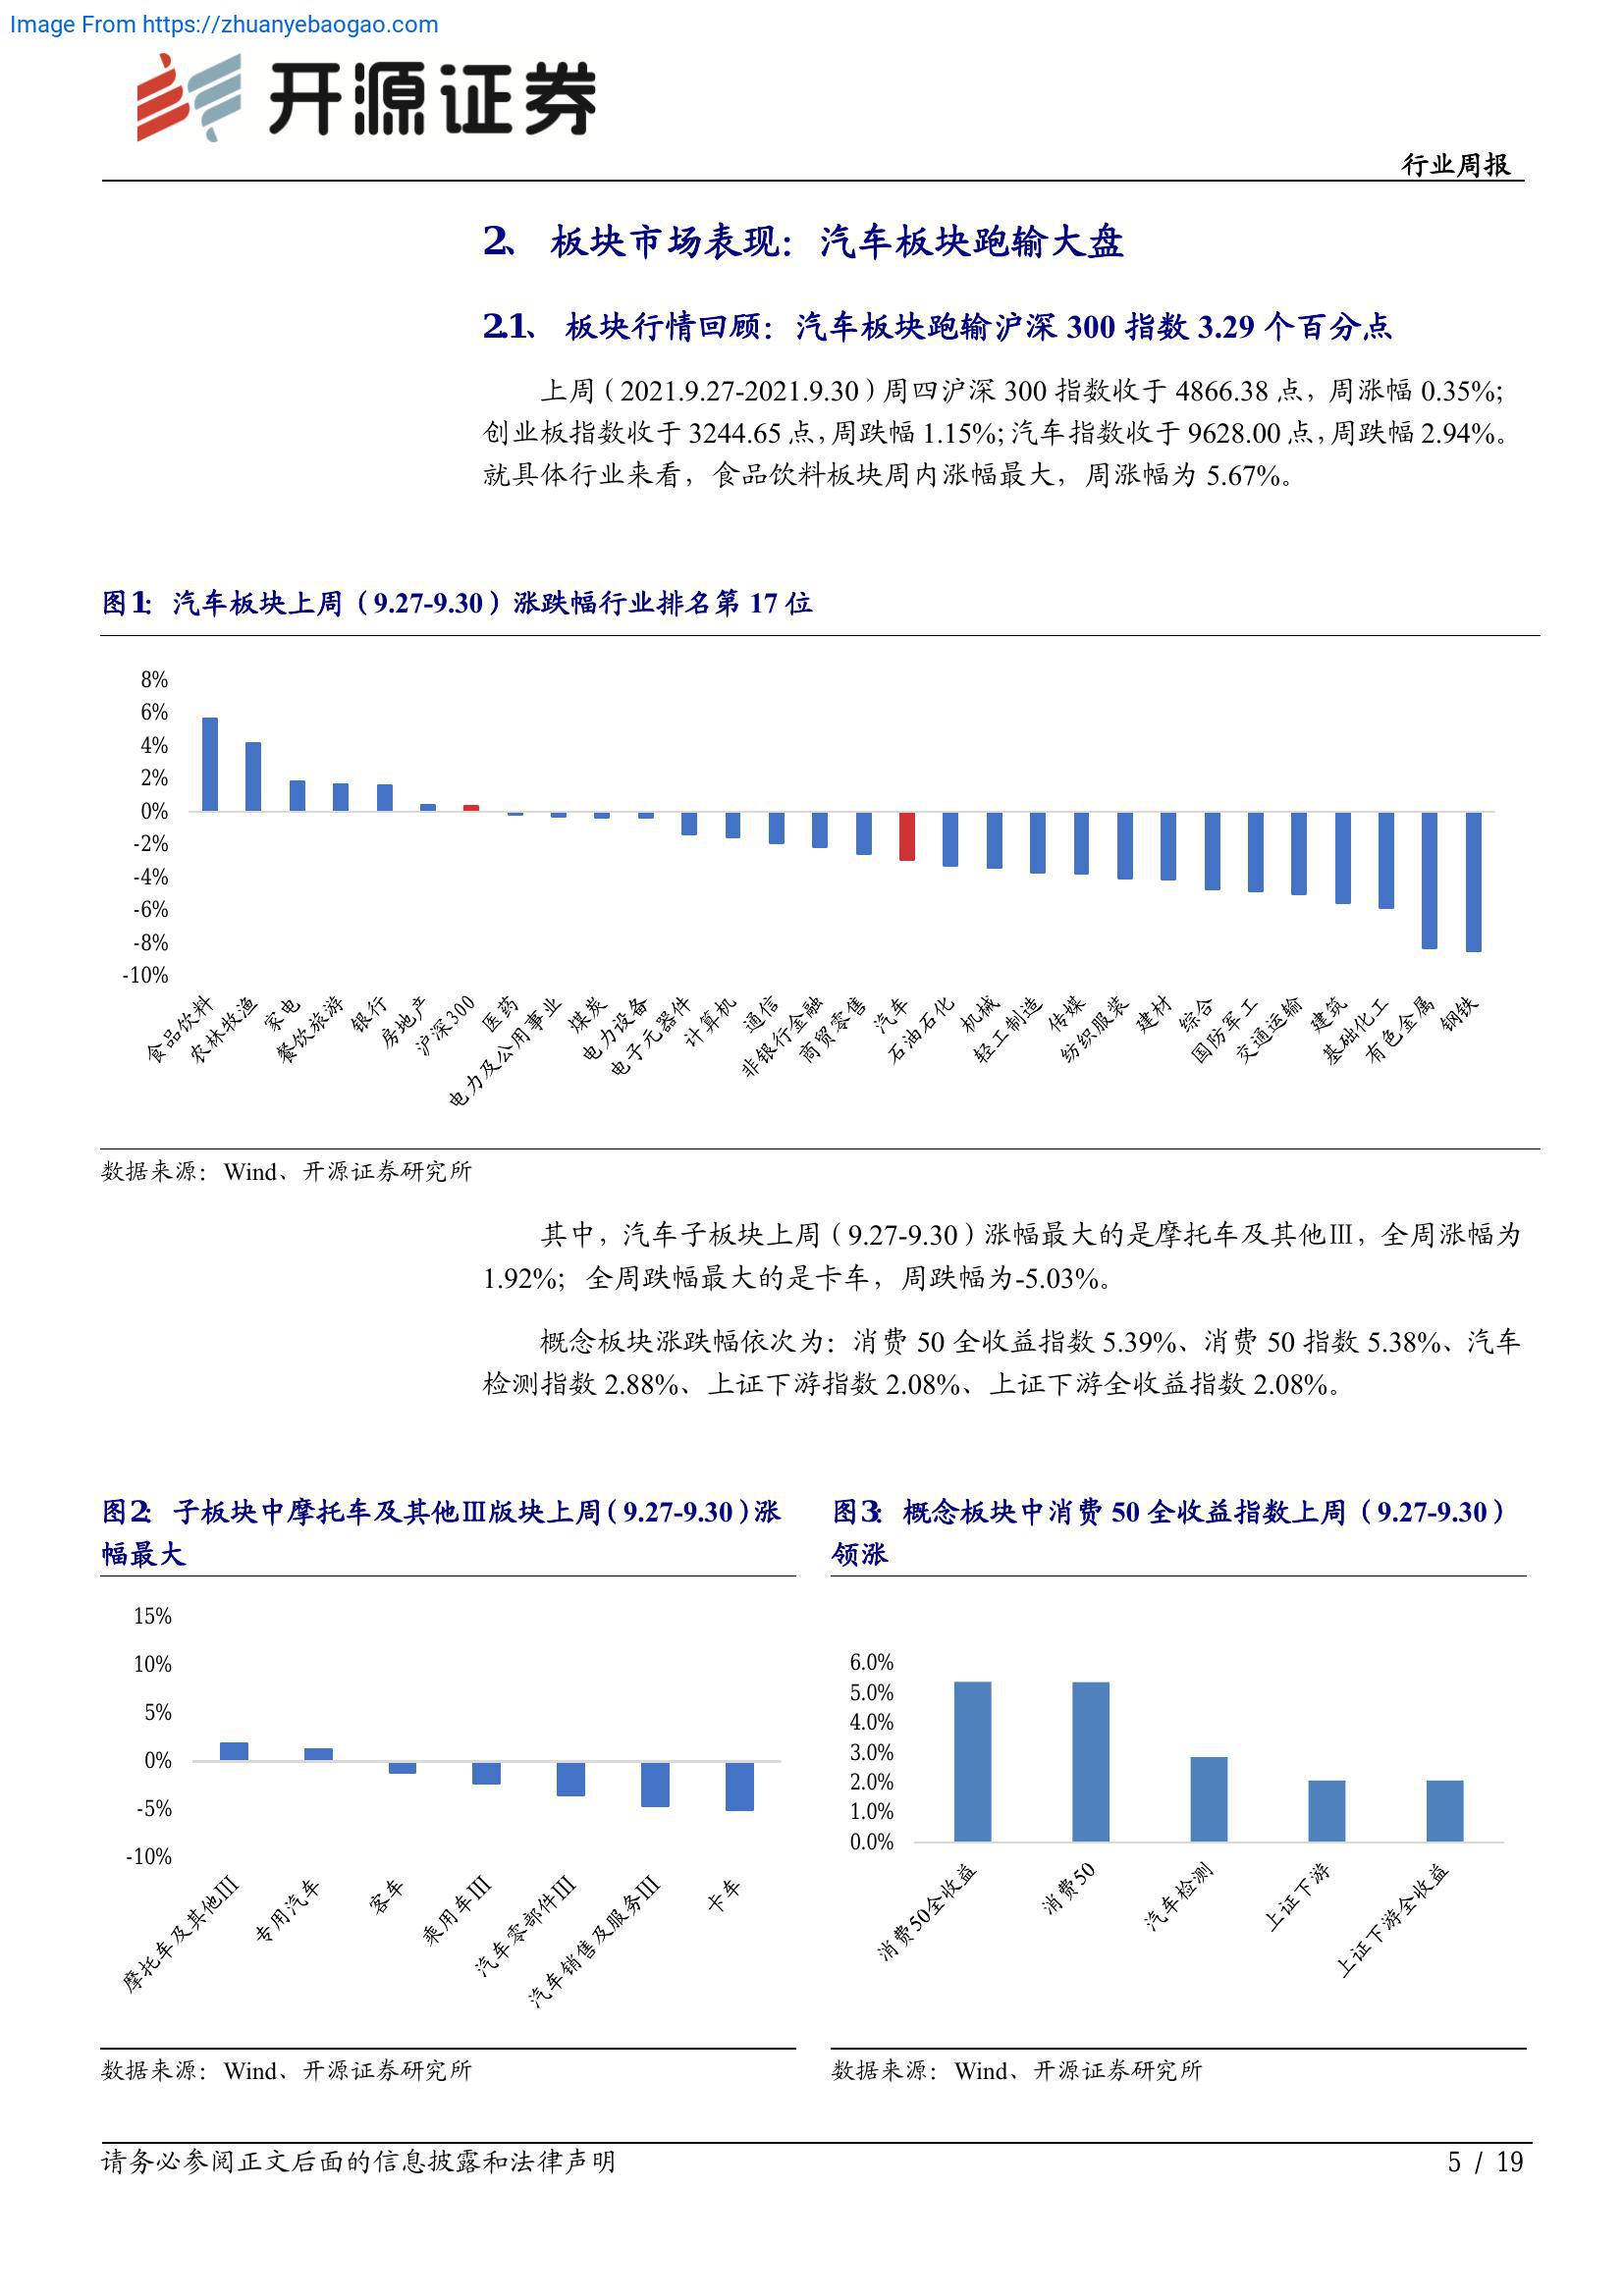 Image From https://zhuanyebaogao.com
开源证券
行业周报
2、 板块市场表现：汽车板块跑输大盘
2.1、 板块行情回顾：汽车板块跑输沪深 300 指数 3.29 个百分点
上周（2021.9.27-2021.9.30）周四沪深 300 指数收于 4866.38 点，周涨幅 0.35%；
创业板指数收于 3244.65 点，周跌幅 1.15%；汽车指数收于 9628.00 点，周跌幅 2.94%。
就具体行业来看，食品饮料板块周内涨幅最大，周涨幅为 5.67%。
图1： 汽车板块上周（9.27-9.30）涨跌幅行业排名第 17 位
8%
6%
4%
2%
0%
-2%
-4%
-6%
-8%
-10%
食品饮料
农林牧渔
家电
餐饮旅游
银行
房地产
沪深300
医药
电力及公用事业
煤炭
电力设备
电子元器件
计算机
通信
非银行金融
商贸零售
汽车
石油石化
机械
轻工制造
传媒
纺织服装
建材
综合
国防军工
交通运输
建筑
基础化工
有色金属
钢铁
数据来源：Wind、开源证券研究所
其中，汽车子板块上周（9.27-9.30）涨幅最大的是摩托车及其他Ⅲ，全周涨幅为
1.92%；全周跌幅最大的是卡车，周跌幅为-5.03%。
概念板块涨跌幅依次为：消费 50 全收益指数 5.39%、消费 50 指数 5.38%、汽车
检测指数 2.88%、上证下游指数 2.08%、上证下游全收益指数 2.08%。
图2： 子板块中摩托车及其他Ⅲ版块上周（9.27-9.30）涨
幅最大
15%
10%
5%
0%
-5%
-10%
摩托车及其他Ⅲ
专用汽车
客车
乘用车Ⅲ
汽车零部件Ⅲ
汽车销售及服务Ⅲ
卡车
数据来源：Wind、开源证券研究所
图3： 概念板块中消费 50 全收益指数上周（9.27-9.30）
领涨
6.0%
5.0%
4.0%
3.0%
2.0%
1.0%
0.0%
消费50全收益
消费50
汽车检测
上证下游
上证下游全收益
数据来源：Wind、开源证券研究所
请务必参阅正文后面的信息披露和法律声明
5 / 19